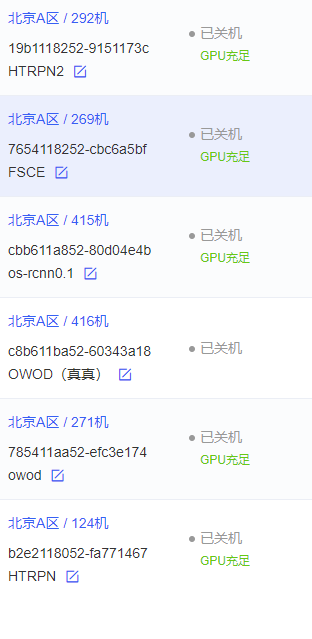 北京A区 / 292机
19b1118252-9151173c
HTRPN2
已关机
GPU充足
北京A区 / 269机
7654118252-cbc6a5bf
FSCE
已关机
GPU充足
北京A区 / 415机
cbb611a852-80d04e4b
os-rcnn0.1
已关机
GPU充足
北京A区 / 416机
c8b611ba52-60343a18
OWOD（真真）
已关机
北京A区 / 271机
785411aa52-efc3e174
owod
已关机
GPU充足
北京A区 / 124机
b2e2118052-fa771467
HTRPN
已关机
GPU充足